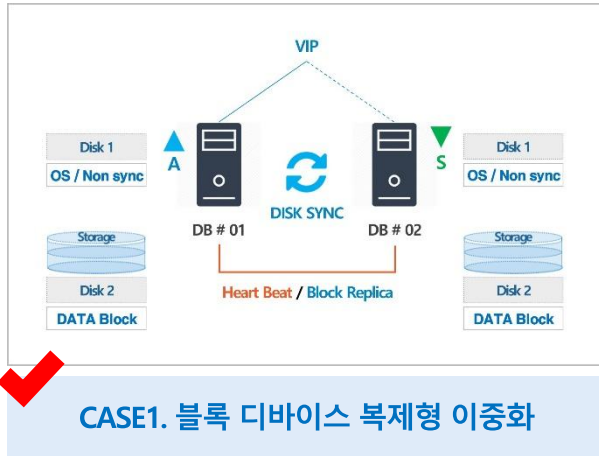 VIP
Disk 1
OS / Non sync
A
DISK SYNC
S
Disk 1
OS / Non sync
DB # 01
DB # 02
Storage
Disk 2
DATA Block
Heart Beat / Block Replica
Storage
Disk 2
DATA Block
CASE1. 블록 디바이스 복제형 이중화